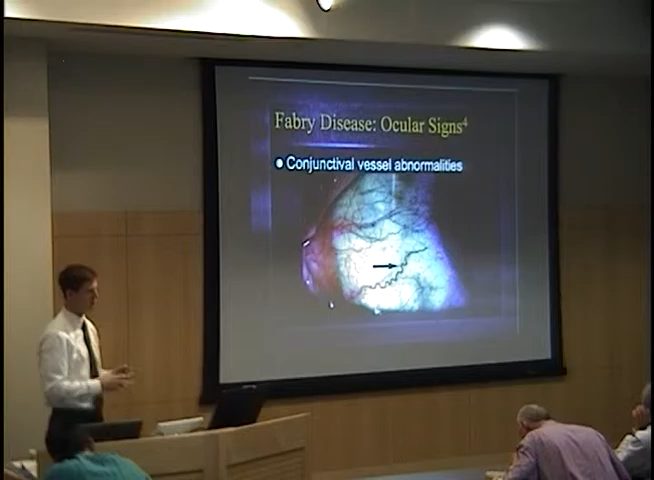 Fabry Disease: Ocular Signs⁴
● Conjunctival vessel abnormalities